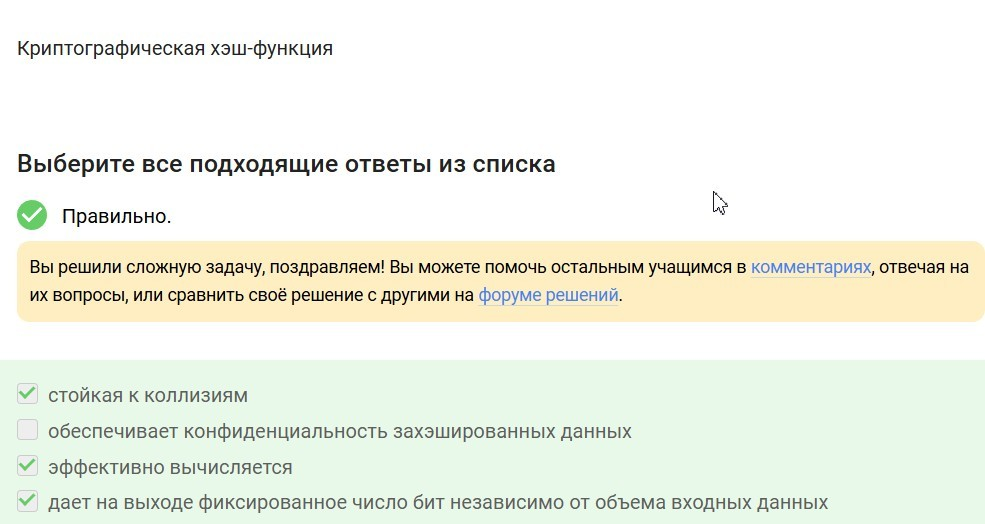 Криптографическая хэш-функция
Выберите все подходящие ответы из списка
Правильно.
Вы решили сложную задачу, поздравляем! Вы можете помочь остальным учащимся в комментариях, отвечая на
их вопросы, или сравнить своё решение с другими на форуме решений.
стойкая к коллизиям
обеспечивает конфиденциальность захэшированных данных
эффективно вычисляется
дает на выходе фиксированное число бит независимо от объема входных данных